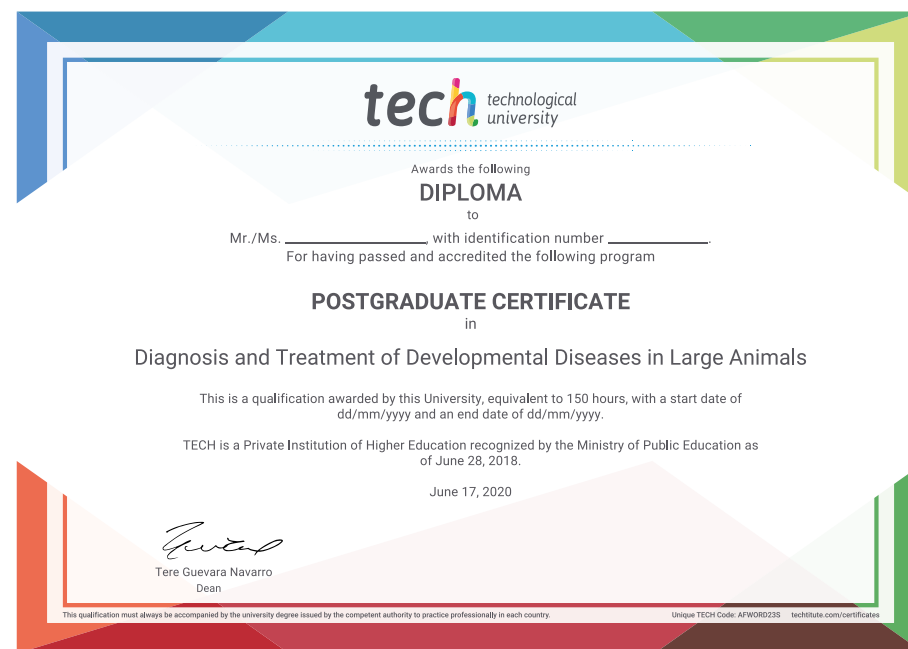 tech technological
university
Awards the following
DIPLOMA
to
Mr./Ms. ____________, with identification number ____________.
For having passed and accredited the following program
POSTGRADUATE CERTIFICATE
in
Diagnosis and Treatment of Developmental Diseases in Large Animals
This is a qualification awarded by this University, equivalent to 150 hours, with a start date of
dd/mm/yyyy and an end date of dd/mm/yyyy.
TECH is a Private Institution of Higher Education recognized by the Ministry of Public Education as
of June 28, 2018.
June 17, 2020
Tere Guevara Navarro
Dean
This qualification must always be accompanied by the university degree issued by the competent authority to practice professionally in each country. Unique TECH Code: AFWORD23S techtitute.com/certificates